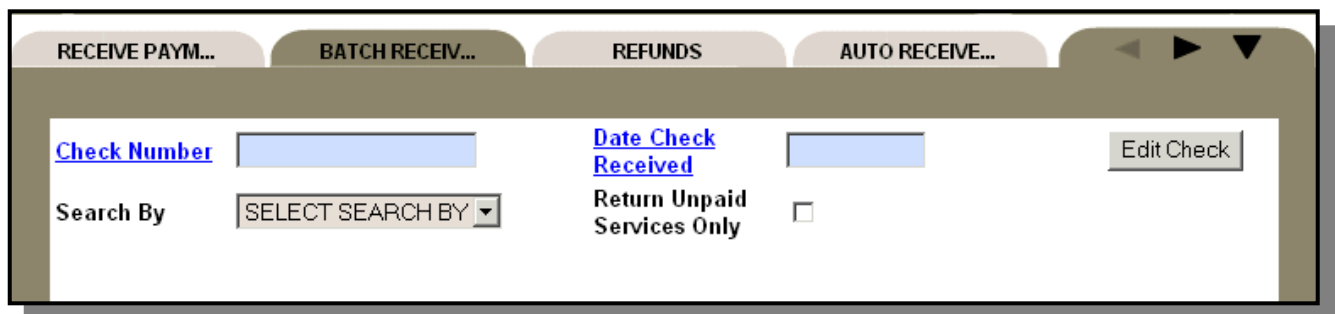 RECEIVE PAYM... BATCH RECEIV... REFUNDS AUTO RECEIVE...
Check Number Date Check Received Edit Check
Search By SELECT SEARCH BY Return Unpaid Services Only